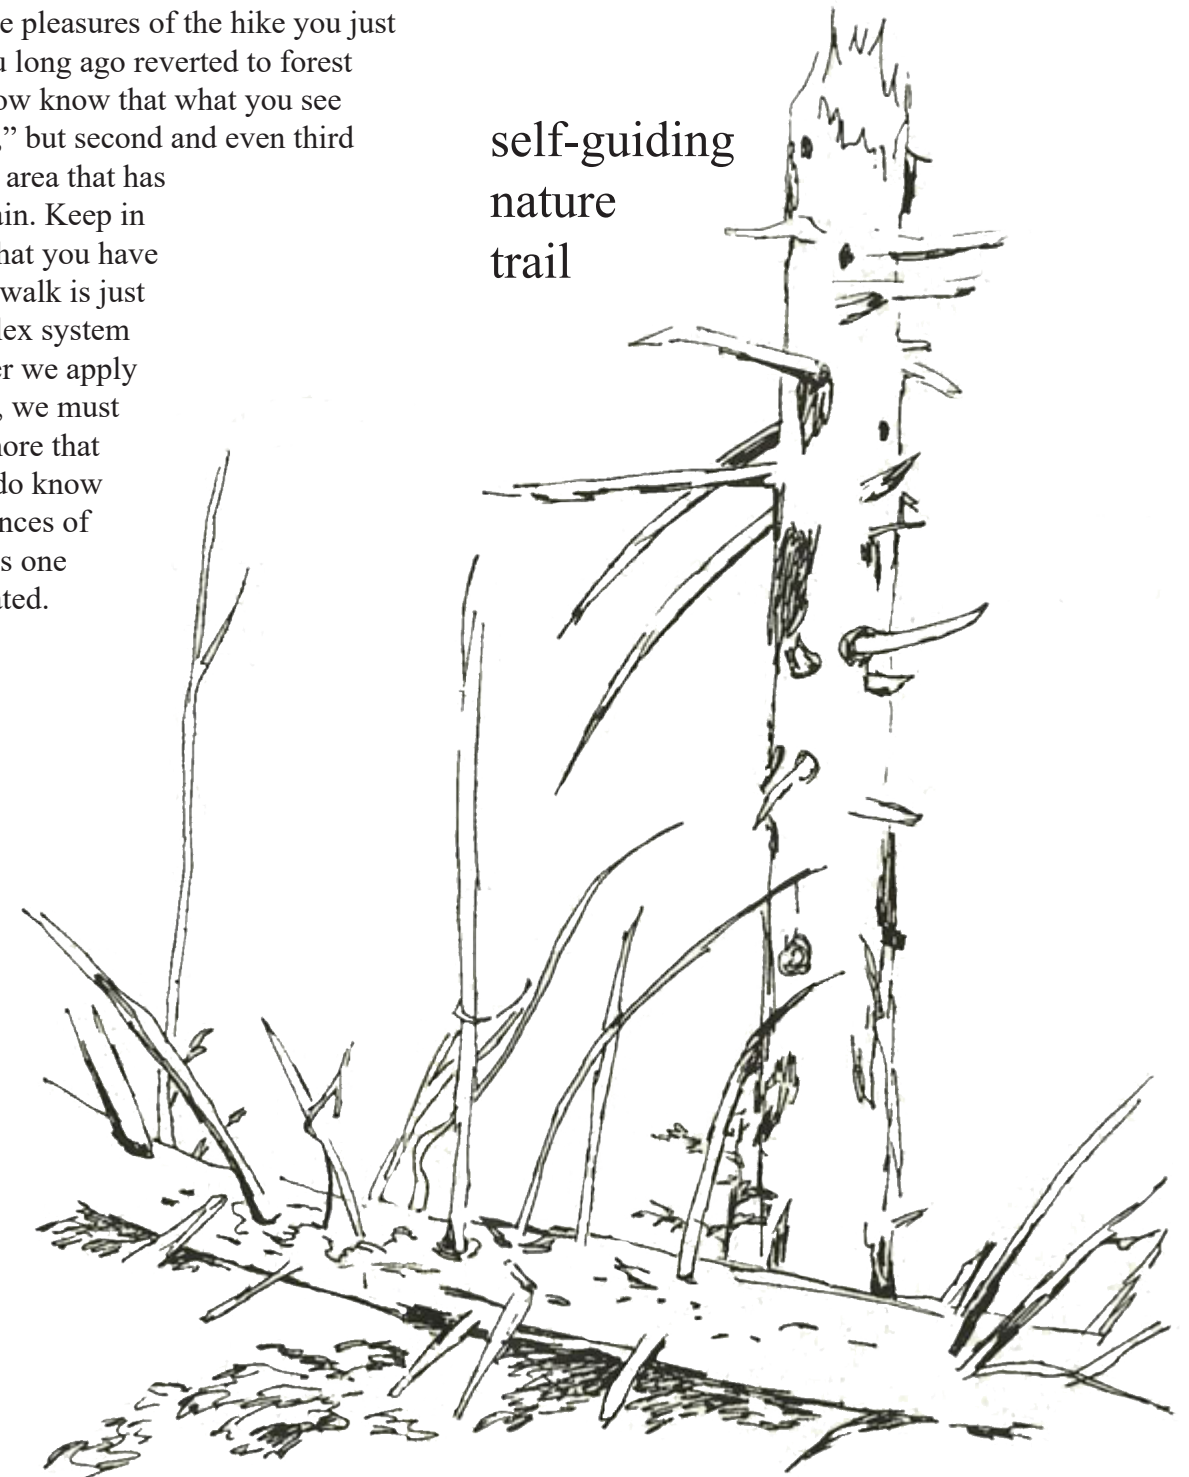 e pleasures of the hike you just
u long ago reverted to forest
ow know that what you see
,” but second and even third
area that has
ain. Keep in
hat you have
walk is just
lex system
er we apply
, we must
nore that
do know
nces of
s one
ated.
self-guiding
nature
trail